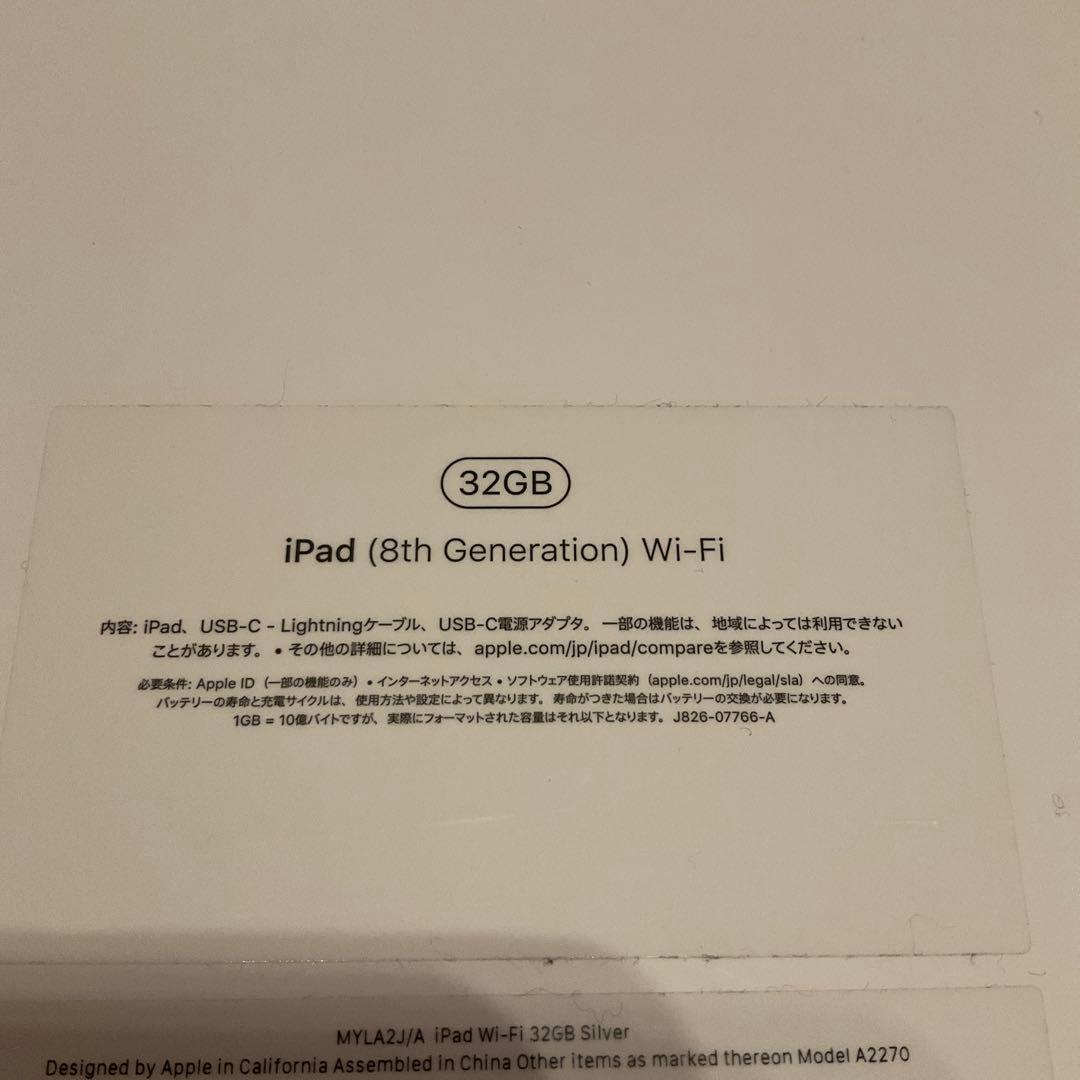 32GB
iPad (8th Generation) Wi-Fi
内容: iPad、USB-C - Lightningケーブル、USB-C電源アダプタ。一部の機能は、地域によっては利用できない
ことがあります。• その他の詳細については、apple.com/jp/ipad/compareを参照してください。
必要条件: Apple ID（一部の機能のみ）• インターネットアクセス • ソフトウェア使用許諾契約（apple.com/jp/legal/sla）への同意。
バッテリーの寿命と充電サイクルは、使用方法や設定によって異なります。寿命がつきた場合はバッテリーの交換が必要になります。
1GB = 10億バイトですが、実際にフォーマットされた容量はそれ以下となります。J826-07766-A
MYLA2J/A iPad Wi-Fi 32GB Silver
Designed by Apple in California Assembled in China Other items as marked thereon Model A2270